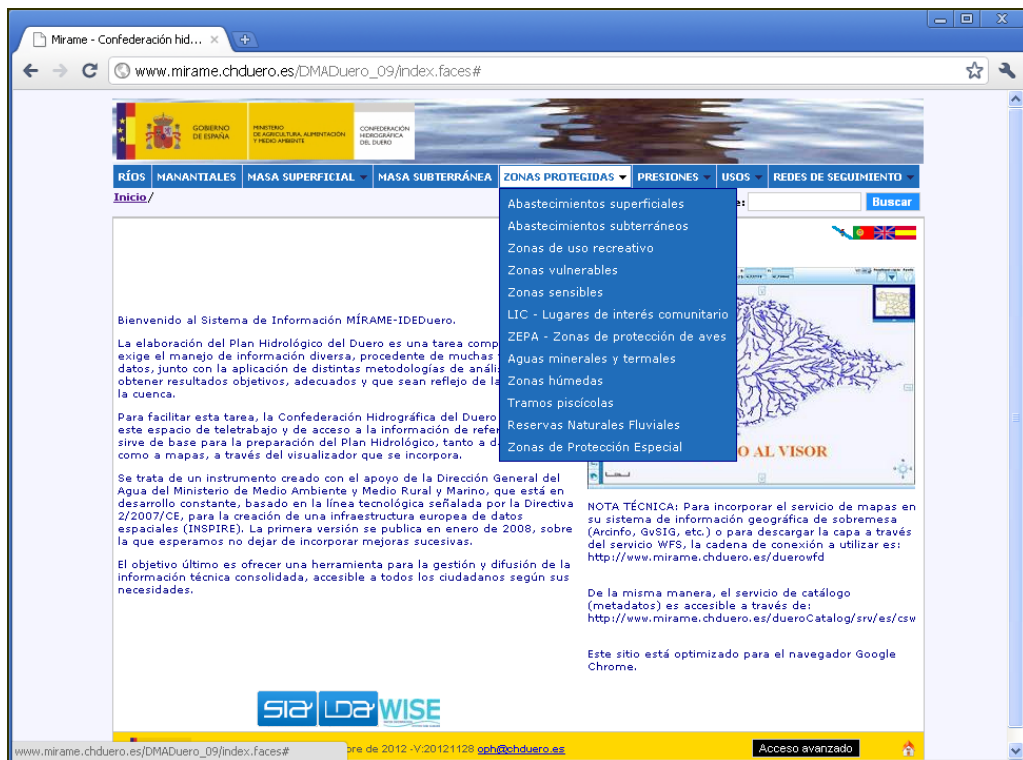 Mirame - Confederación hid...
www.mirame.chduero.es/DMADuero_09/index.faces#
GOBIERNO
DE ESPAÑA
MINISTERIO
DE AGRICULTURA, ALIMENTACIÓN
Y MEDIO AMBIENTE
CONFEDERACIÓN
HIDROGRÁFICA
DEL DUERO
RÍOS MANANTIALES MASA SUPERFICIAL MASA SUBTERRÁNEA ZONAS PROTEGIDAS PRESIONES USOS REDES DE SEGUIMIENTO
Inicio/
Buscar
Abastecimientos superficiales
Abastecimientos subterráneos
Zonas de uso recreativo
Zonas vulnerables
Zonas sensibles
LIC - Lugares de interés comunitario
ZEPA - Zonas de protección de aves
Aguas minerales y termales
Zonas húmedas
Tramos piscícolas
Reservas Naturales Fluviales
Zonas de Protección Especial
Bienvenido al Sistema de Información MÍRAME-IDEDuero.
La elaboración del Plan Hidrológico del Duero es una tarea comp
exige el manejo de información diversa, procedente de muchas
datos, junto con la aplicación de distintas metodologías de anális
obtener resultados objetivos, adecuados y que sean reflejo de la
la cuenca.
Para facilitar esta tarea, la Confederación Hidrográfica del Duero
este espacio de teletrabajo y de acceso a la información de refer
sirve de base para la preparación del Plan Hidrológico, tanto a d
como a mapas, a través del visualizador que se incorpora.
Se trata de un instrumento creado con el apoyo de la Dirección General del
Agua del Ministerio de Medio Ambiente y Medio Rural y Marino, que está en
desarrollo constante, basado en la línea tecnológica señalada por la Directiva
2/2007/CE, para la creación de una infraestructura europea de datos
espaciales (INSPIRE). La primera versión se publica en enero de 2008, sobre
la que esperamos no dejar de incorporar mejoras sucesivas.
El objetivo último es ofrecer una herramienta para la gestión y difusión de la
información técnica consolidada, accesible a todos los ciudadanos según sus
necesidades.
O AL VISOR
NOTA TÉCNICA: Para incorporar el servicio de mapas en
su sistema de información geográfica de sobremesa
(Arcinfo, GvSIG, etc.) o para descargar la capa a través
del servicio WFS, la cadena de conexión a utilizar es:
http://www.mirame.chduero.es/duerowfd
De la misma manera, el servicio de catálogo
(metadatos) es accesible a través de:
http://www.mirame.chduero.es/dueroCatalog/srv/es/csw
Este sitio está optimizado para el navegador Google
Chrome.
sia WISE
www.mirame.chduero.es/DMADuero_09/index.faces#
bre de 2012 -V:20121128 oph@chduero.es
Acceso avanzado